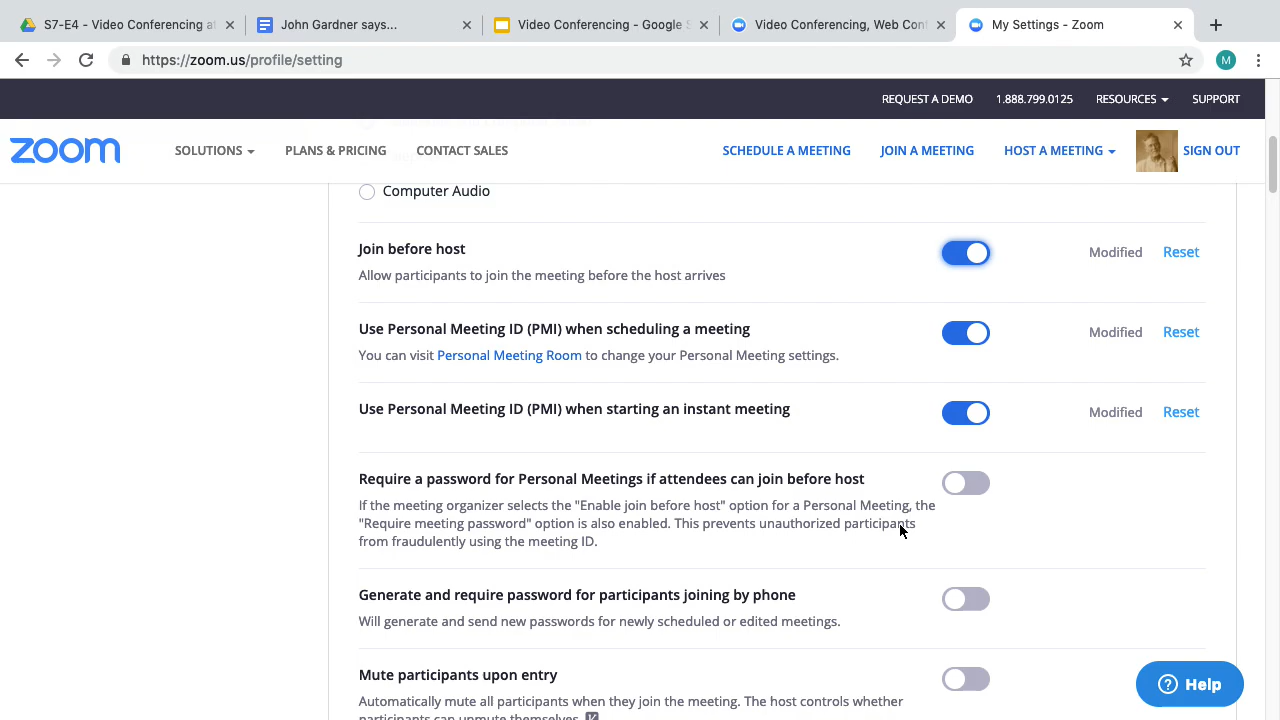 S7-E4 - Video Conferencing a
John Gardner says...
Video Conferencing - Google S
Video Conferencing, Web Con
My Settings - Zoom
https://zoom.us/profile/setting
M
REQUEST A DEMO 1.888.799.0125 RESOURCES SUPPORT
zoom SOLUTIONS PLANS & PRICING CONTACT SALES SCHEDULE A MEETING JOIN A MEETING HOST A MEETING SIGN OUT
Computer Audio
Join before host
Modified Reset
Allow participants to join the meeting before the host arrives
Use Personal Meeting ID (PMI) when scheduling a meeting
Modified Reset
You can visit Personal Meeting Room to change your Personal Meeting settings.
Use Personal Meeting ID (PMI) when starting an instant meeting
Modified Reset
Require a password for Personal Meetings if attendees can join before host
If the meeting organizer selects the "Enable join before host" option for a Personal Meeting, the
"Require meeting password" option is also enabled. This prevents unauthorized participants
from fraudulently using the meeting ID.
Generate and require password for participants joining by phone
Will generate and send new passwords for newly scheduled or edited meetings.
Mute participants upon entry
Automatically mute all participants when they join the meeting. The host controls whether
participants can unmute themselves.
Help